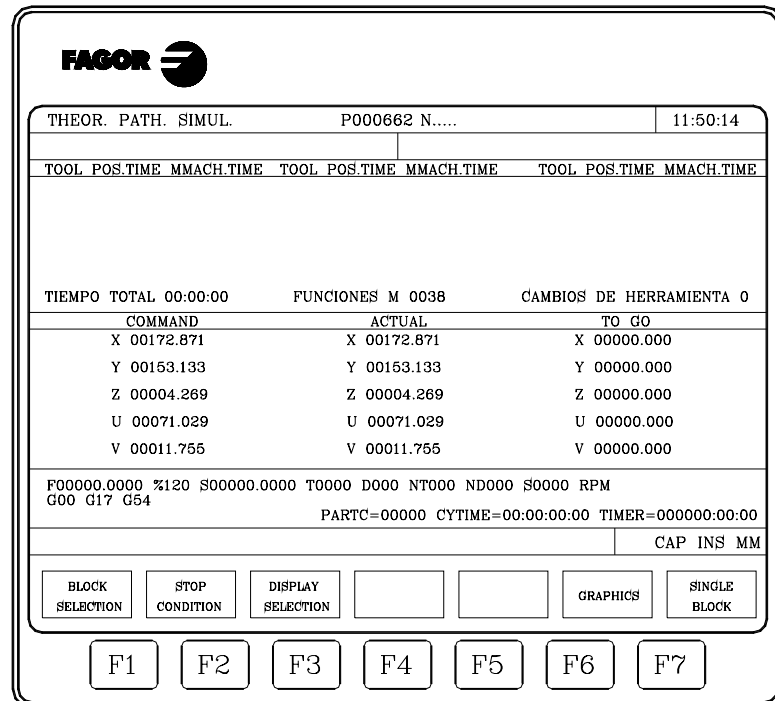 FAGOR
THEOR. PATH. SIMUL. P000662 N..... 11:50:14
TOOL POS.TIME MMACH.TIME TOOL POS.TIME MMACH.TIME TOOL POS.TIME MMACH.TIME
TIEMPO TOTAL 00:00:00 FUNCIONES M 0038 CAMBIOS DE HERRAMIENTA 0
COMMAND ACTUAL TO GO
X 00172.871 X 00172.871 X 00000.000
Y 00153.133 Y 00153.133 Y 00000.000
Z 00004.269 Z 00004.269 Z 00000.000
U 00071.029 U 00071.029 U 00000.000
V 00011.755 V 00011.755 V 00000.000
F00000.0000 %120 S00000.0000 T0000 D000 NT000 ND000 S0000 RPM
G00 G17 G54
PARTC=00000 CYTIME=00:00:00:00 TIMER=000000:00:00
CAP INS MM
BLOCK SELECTION STOP CONDITION DISPLAY SELECTION GRAPHICS SINGLE BLOCK
F1 F2 F3 F4 F5 F6 F7